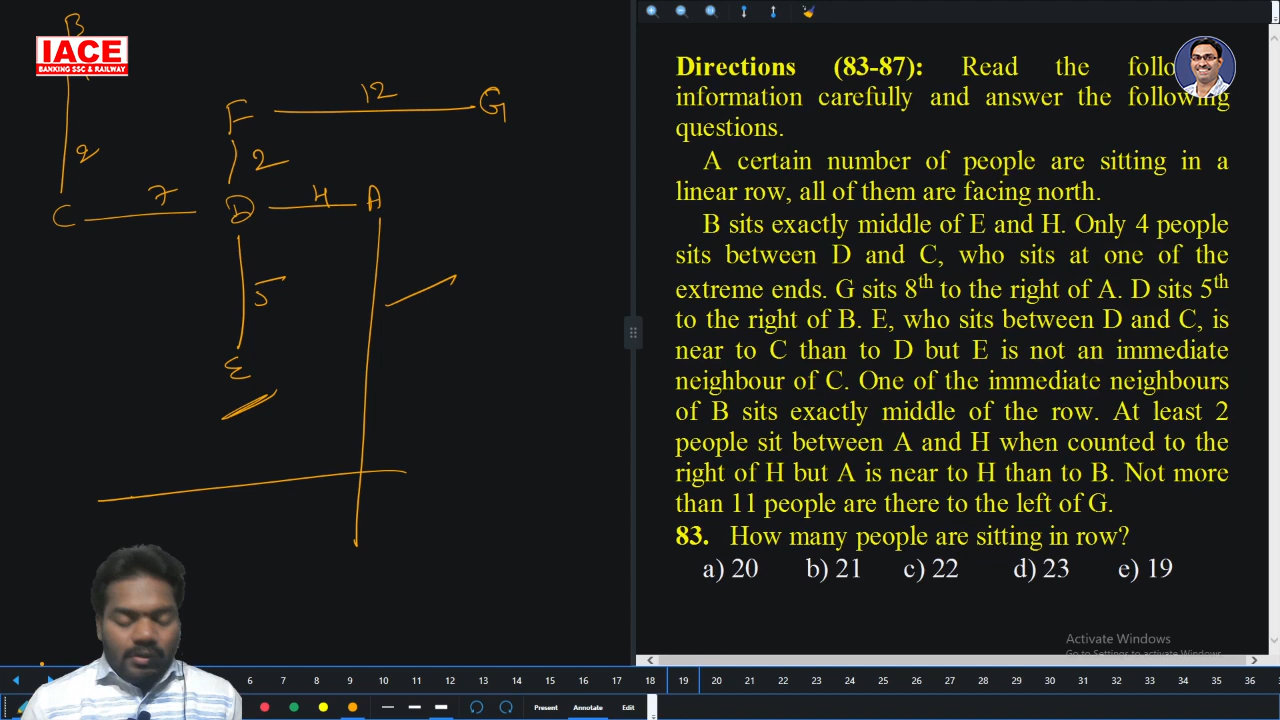 B
IACE
BANKING SSC & RAILWAY
F 12 G
9 2
C 7 D 4 A
5
E
Directions (83-87): Read the follo
information carefully and answer the following
questions.
A certain number of people are sitting in a
linear row, all of them are facing north.
B sits exactly middle of E and H. Only 4 people
sits between D and C, who sits at one of the
extreme ends. G sits 8th to the right of A. D sits 5th
to the right of B. E, who sits between D and C, is
near to C than to D but E is not an immediate
neighbour of C. One of the immediate neighbours
of B sits exactly middle of the row. At least 2
people sit between A and H when counted to the
right of H but A is near to H than to B. Not more
than 11 people are there to the left of G.
83. How many people are sitting in row?
a) 20 b) 21 c) 22 d) 23 e) 19
Activate Windows
Go to Settings to activate Windows.
6 7 8 9 10 11 12 13 14 15 16 17 18 19 20 21 22 23 24 25 26 27 28 29 30 31 32 33 34 35 36
Present Annotate Edit